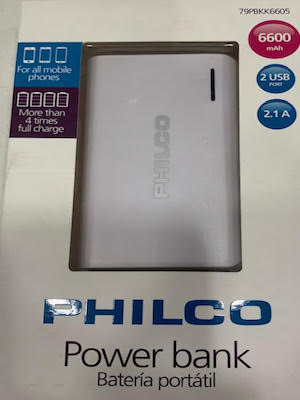 79PBKK6605
For all mobile
phones
More than
4 times
full charge
6600
mAh
2 USB
PORT
2.1 A
PHILCO
PHILCO
Power bank
Batería portátil